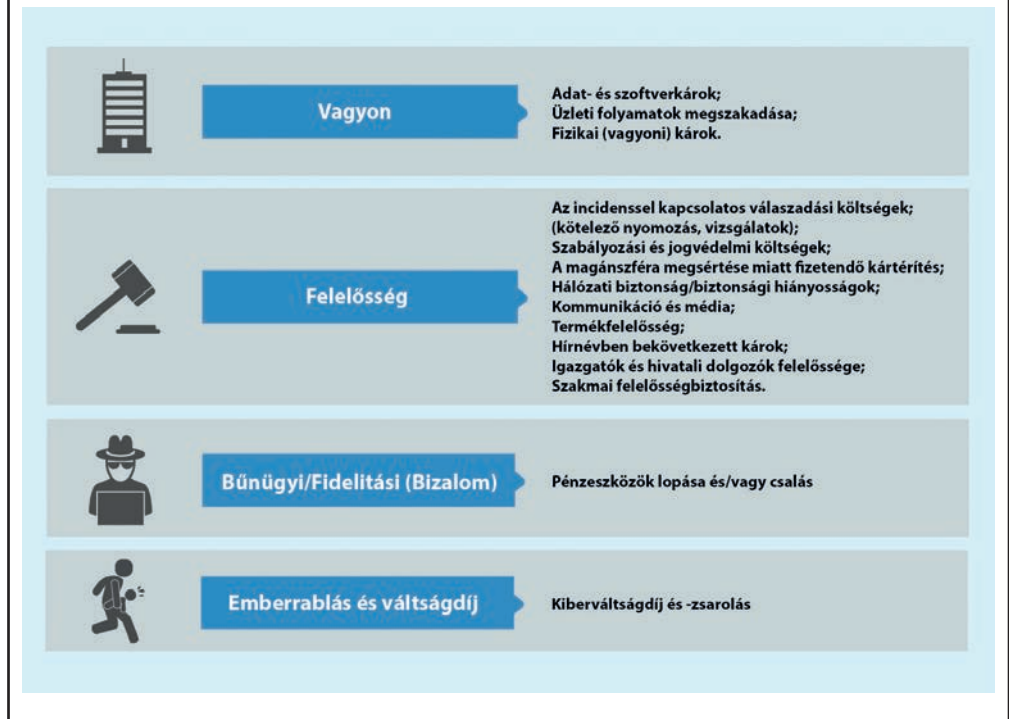 Vagyon
Adat- és szoftverkárok;
Üzleti folyamatok megszakadása;
Fizikai (vagyoni) károk.
Felelősség
Az incidenssel kapcsolatos válaszadási költségek;
(kötelező nyomozás, vizsgálatok);
Szabályozási és jogvédelmi költségek;
A magánszféra megsértése miatt fizetendő kártérítés;
Hálózati biztonság/biztonsági hiányosságok;
Kommunikáció és média;
Termékfelelősség;
Hírnévben bekövetkezett károk;
Igazgatók és hivatali dolgozók felelőssége;
Szakmai felelősségbiztosítás.
Bűnügyi/Fidelitási (Bizalom)
Pénzeszközök lopása és/vagy csalás
Emberrablás és váltságdíj
Kiberváltságdíj és -zsarolás